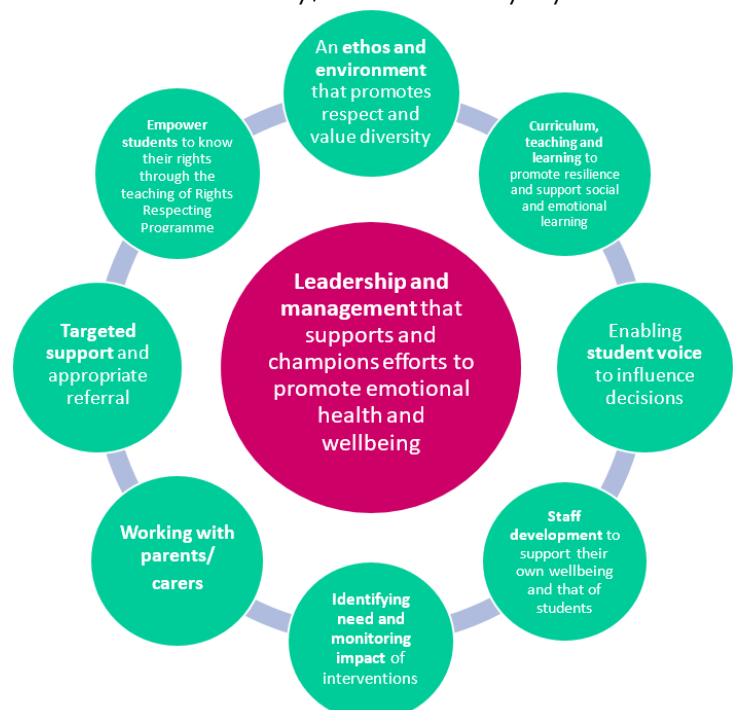 An ethos and
environment
that promotes
respect and
value diversity
Curriculum,
teaching and
learning to
promote resilience
and support social
and emotional
learning
Enabling
student voice
to influence
decisions
Staff
development to
support their
own wellbeing
and that of
students
Identifying
need and
monitoring
impact of
interventions
Working with
parents/
carers
Targeted
support and
appropriate
referral
Empower
students to know
their rights
through the
teaching of Rights
Respecting
Programme
Leadership and
management that
supports and
champions efforts to
promote emotional
health and
wellbeing